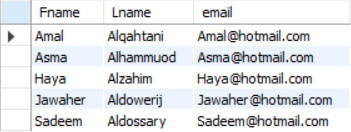 Fname Lname email
Amal Alqahtani Amal@hotmail.com
Asma Alhammuod Asma@hotmail.com
Haya Alzahim Haya@hotmail.com
Jawaher Aldowerij Jawaher@hotmail.com
Sadeem Aldossary Sadeem@hotmail.com